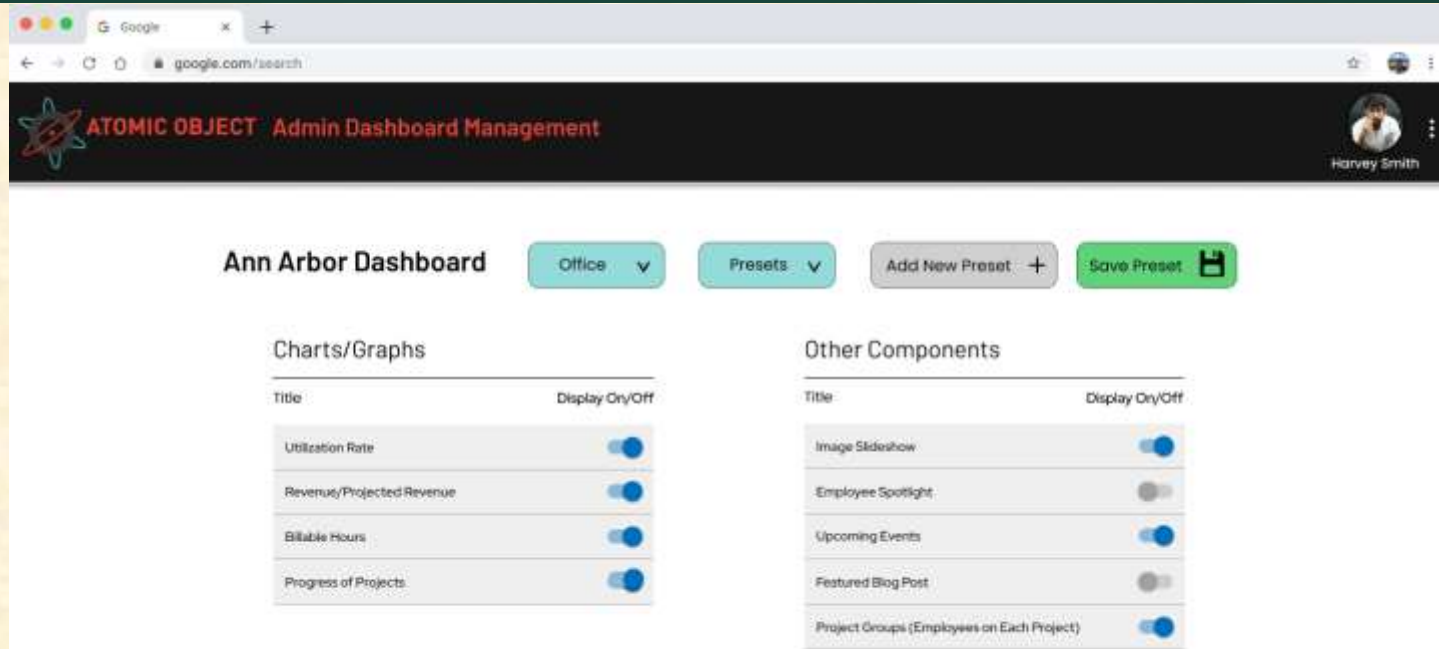 Google
google.com/search
ATOMIC OBJECT Admin Dashboard Management
Harvey Smith
Ann Arbor Dashboard
Office
Presets
Add New Preset
Save Preset
Charts/Graphs
Title Display On/Off
Utilization Rate
Revenue/Projected Revenue
Billable Hours
Progress of Projects
Other Components
Title Display On/Off
Image Slideshow
Employee Spotlight
Upcoming Events
Featured Blog Post
Project Groups (Employees on Each Project)